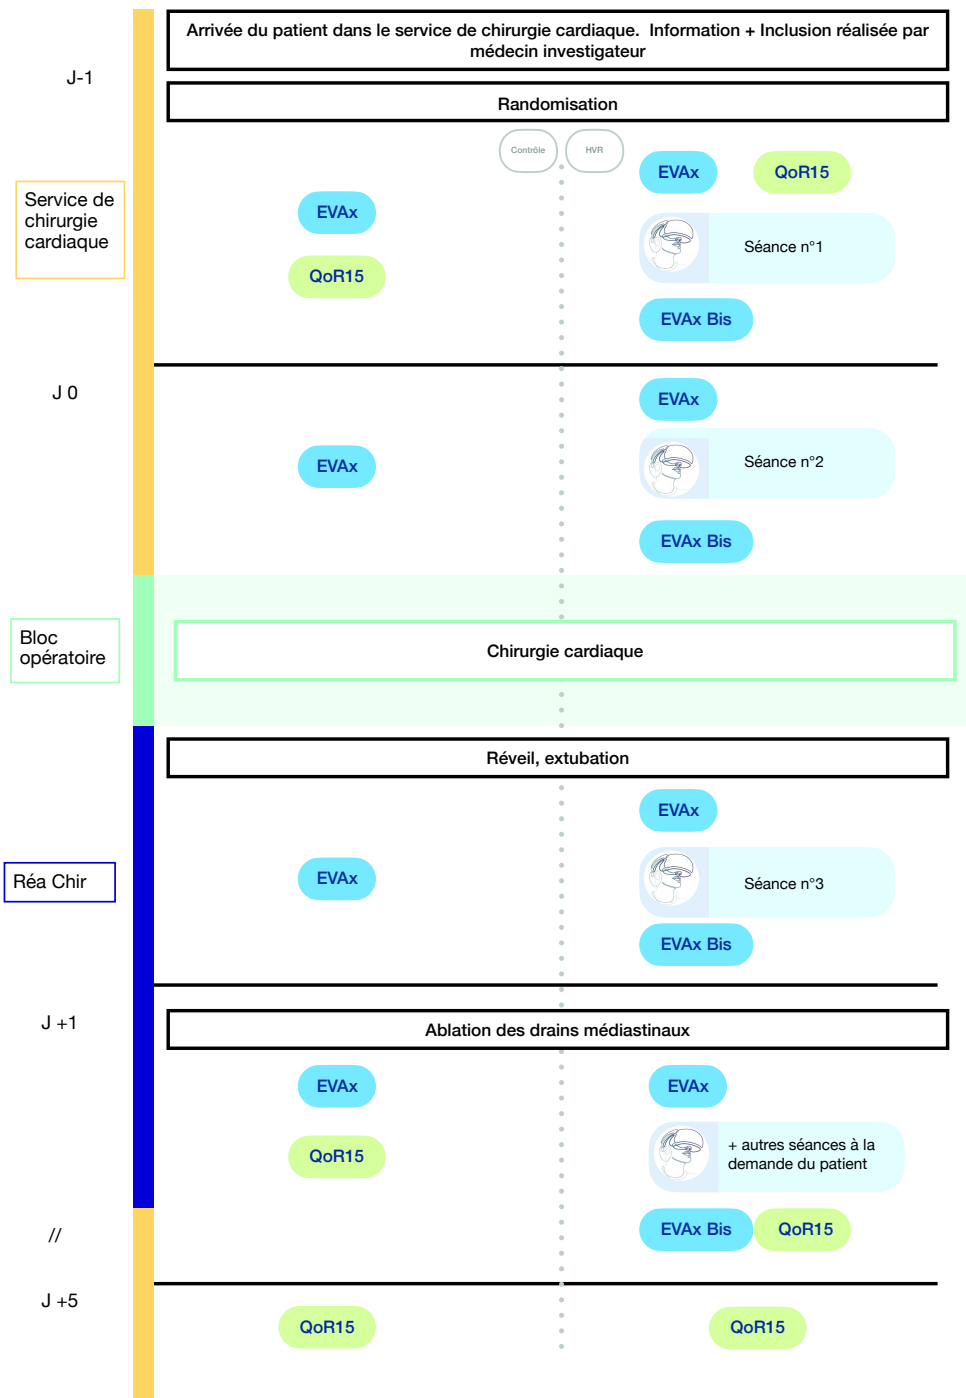 Arrivée du patient dans le service de chirurgie cardiaque.  Information + Inclusion réalisée par
médecin investigateur
J-1
Randomisation
Contrôle
HVR
EVAx
QoR15
Service de
chirurgie
cardiaque
EVAx
Séance n°1
QoR15
EVAx Bis
J 0
EVAx
EVAx
Séance n°2
EVAx Bis
Bloc
opératoire
Chirurgie cardiaque
Réveil, extubation
EVAx
Réa Chir
EVAx
Séance n°3
EVAx Bis
J +1
Ablation des drains médiastinaux
EVAx
EVAx
QoR15
+ autres séances à la
demande du patient
//
EVAx Bis
QoR15
J +5
QoR15
QoR15